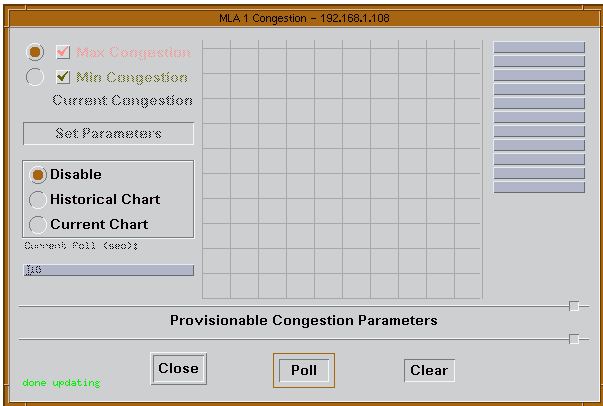 MLA 1 Congestion - 192.168.1.108
Max Congestion
Min Congestion
Current Congestion
Set Parameters
Disable
Historical Chart
Current Chart
Current Poll (sec):
10
Provisionable Congestion Parameters
Close
Poll
Clear
done updating